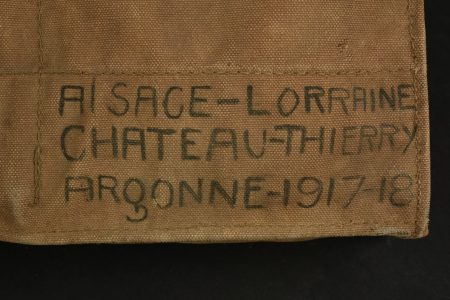 AlSACE-LORRAINE
CHATEAU-THIERRY
ARgONNE-1917-18